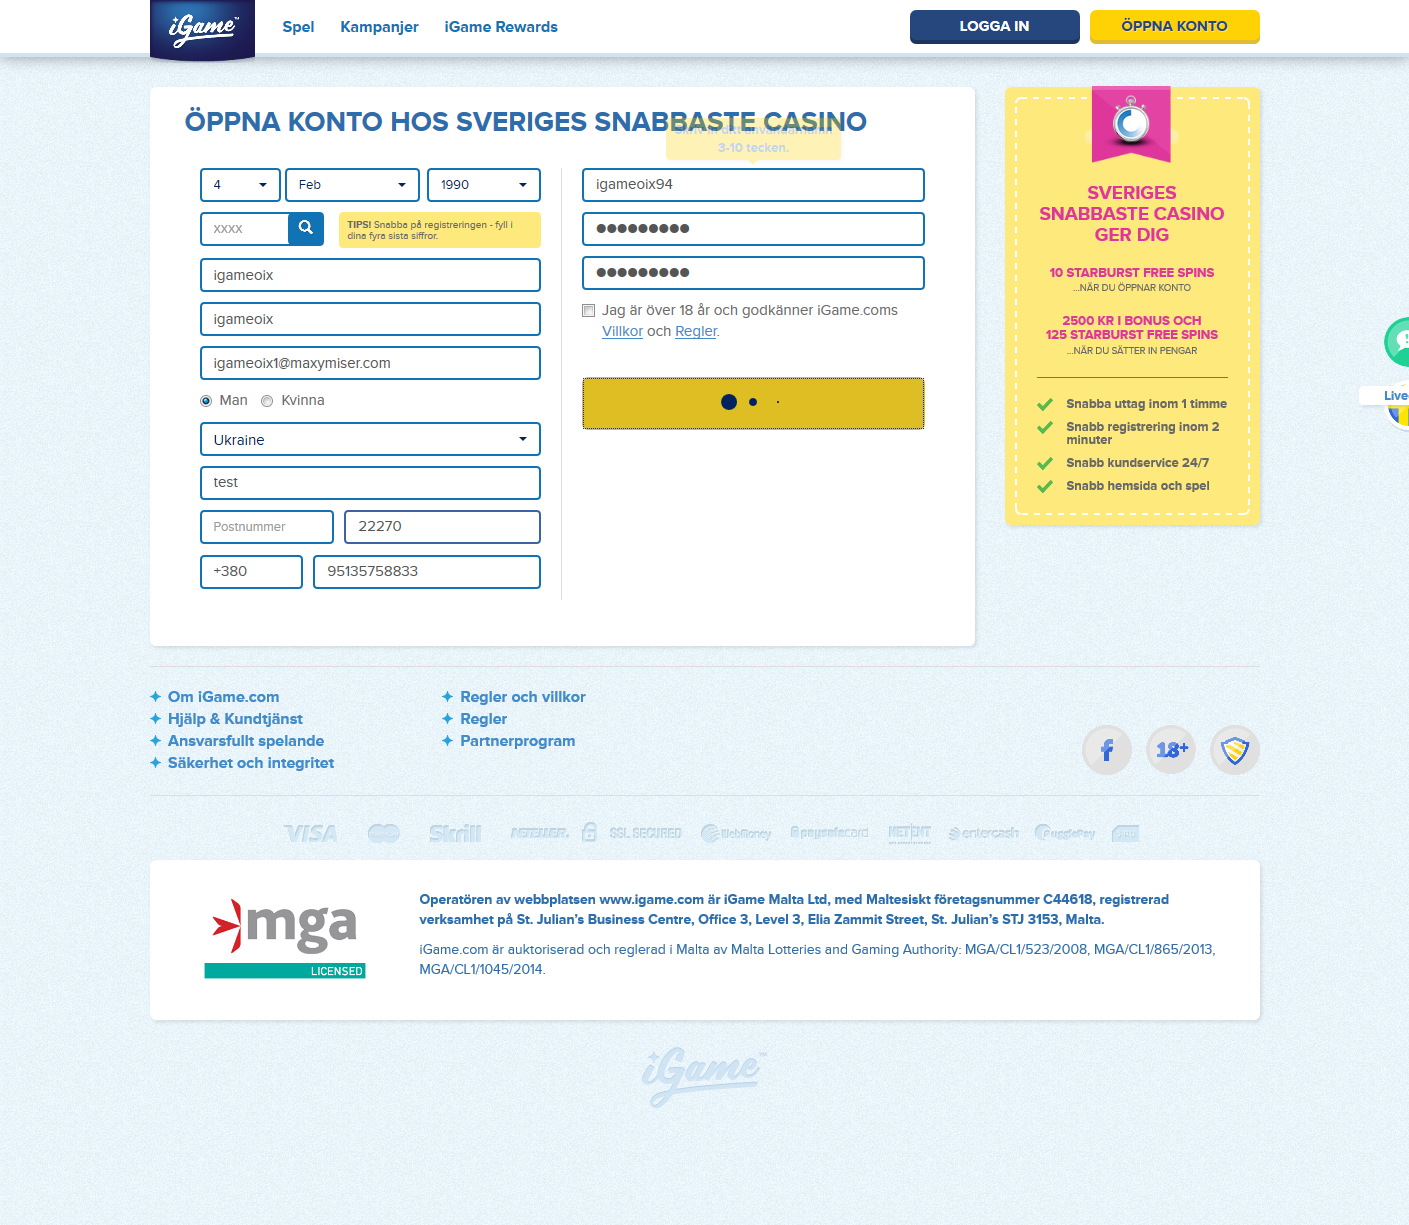 iGame™
Spel
Kampanjer
iGame Rewards
LOGGA IN
ÖPPNA KONTO
ÖPPNA KONTO HOS SVERIGES SNABBASTE CASINO
Skriv in ditt användarnamn
3-10 tecken.
4
Feb
1990
XXXX
TIPS! Snabba på registreringen - fyll i
dina fyra sista siffror.
igameoix
igameoix
igameoix1@maxymiser.com
Man
Kvinna
Ukraine
test
Postnummer
22270
+380
95135758833
igameoix94
●●●●●●●●●
●●●●●●●●●
Jag är över 18 år och godkänner iGame.coms
Villkor och Regler.
SVERIGES
SNABBASTE CASINO
GER DIG
10 STARBURST FREE SPINS
...NÄR DU ÖPPNAR KONTO
2500 KR I BONUS OCH
125 STARBURST FREE SPINS
...NÄR DU SÄTTER IN PENGAR
Snabba uttag inom 1 timme
Snabb registrering inom 2
minuter
Snabb kundservice 24/7
Snabb hemsida och spel
Live
Om iGame.com
Hjälp & Kundtjänst
Ansvarsfullt spelande
Säkerhet och integritet
Regler och villkor
Regler
Partnerprogram
f
18+
VISA
Skrill
NETELLER
SSL SECURED
WebMoney
paysafecard
NETENT
entercash
PugglePay
mga
LICENSED
Operatören av webbplatsen www.igame.com är iGame Malta Ltd, med Maltesiskt företagsnummer C44618, registrerad
verksamhet på St. Julian's Business Centre, Office 3, Level 3, Elia Zammit Street, St. Julian's STJ 3153, Malta.
iGame.com är auktoriserad och reglerad i Malta av Malta Lotteries and Gaming Authority: MGA/CL1/523/2008, MGA/CL1/865/2013,
MGA/CL1/1045/2014.
iGame™